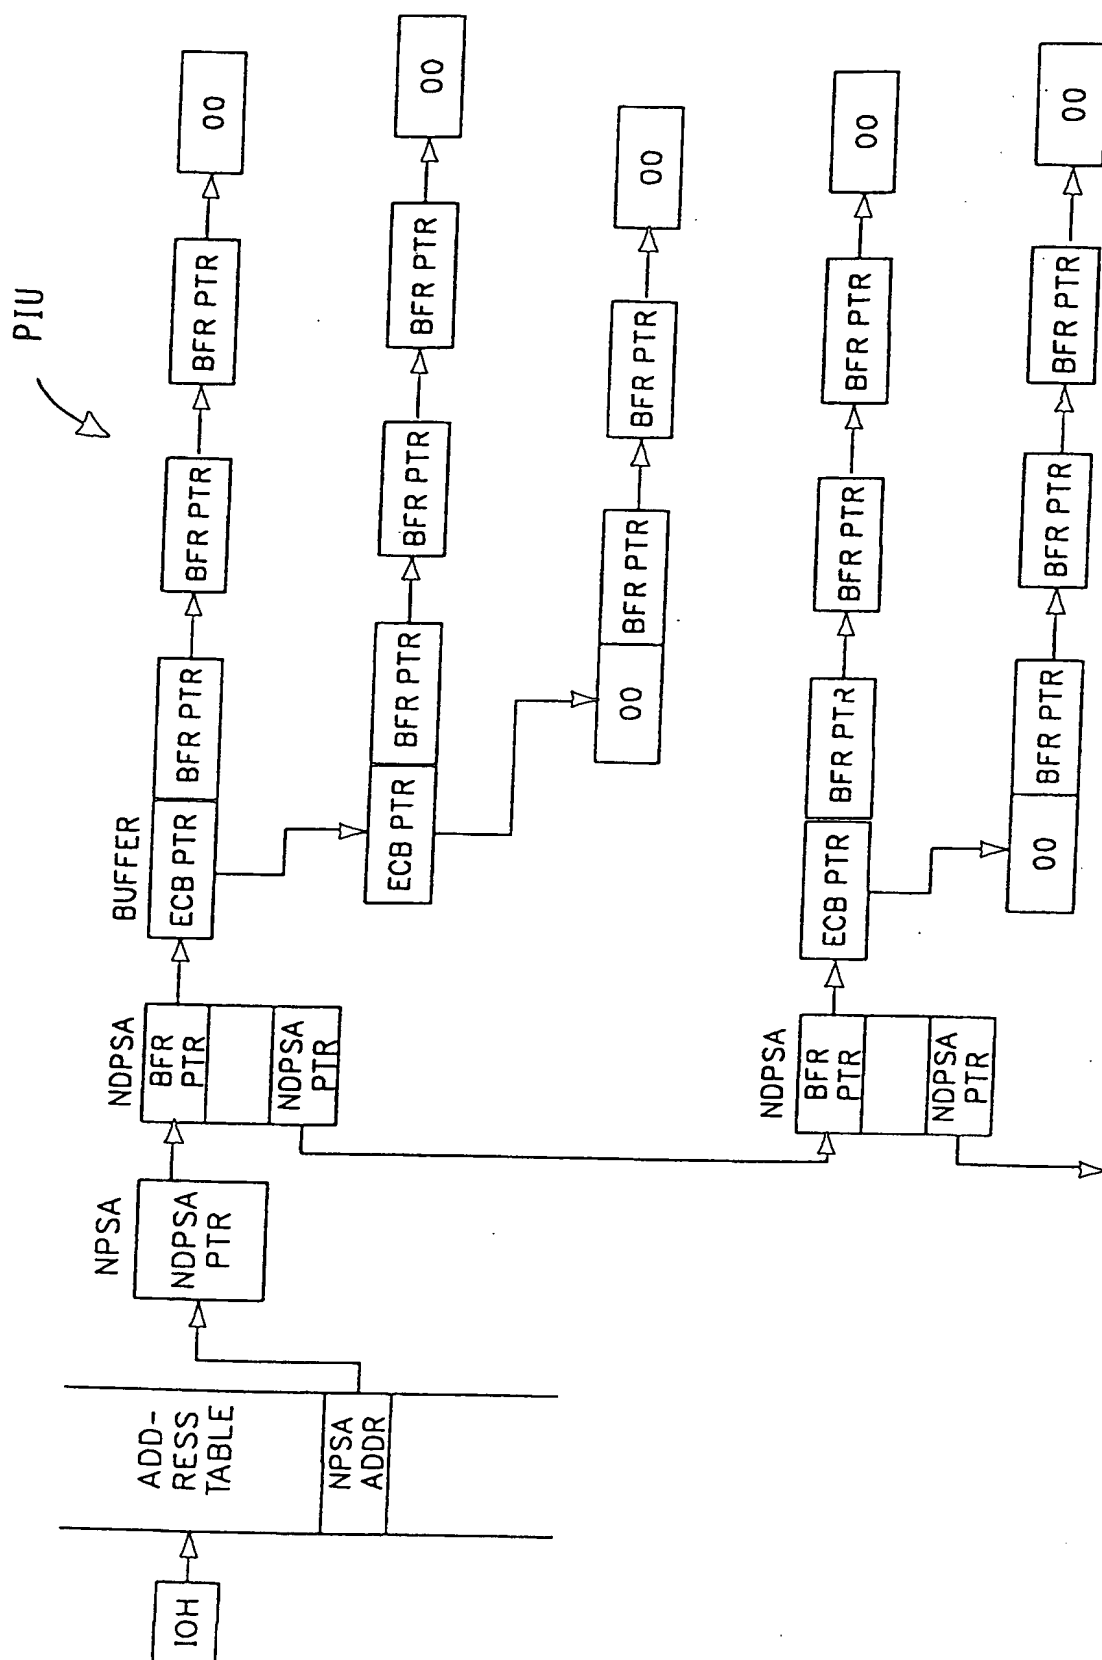 PIU
IOH
ADD-
RESS
TABLE
NPSA
ADDR
NPSA
NDPSA
PTR
NDPSA
BFR
PTR
NDPSA
PTR
BUFFER
ECB PTR
BFR PTR
BFR PTR
BFR PTR
00
ECB PTR
BFR PTR
BFR PTR
BFR PTR
00
00
BFR PTR
BFR PTR
00
NDPSA
BFR
PTR
NDPSA
PTR
ECB PTR
BFR PTR
BFR PTR
BFR PTR
00
00
BFR PTR
BFR PTR
BFR PTR
00